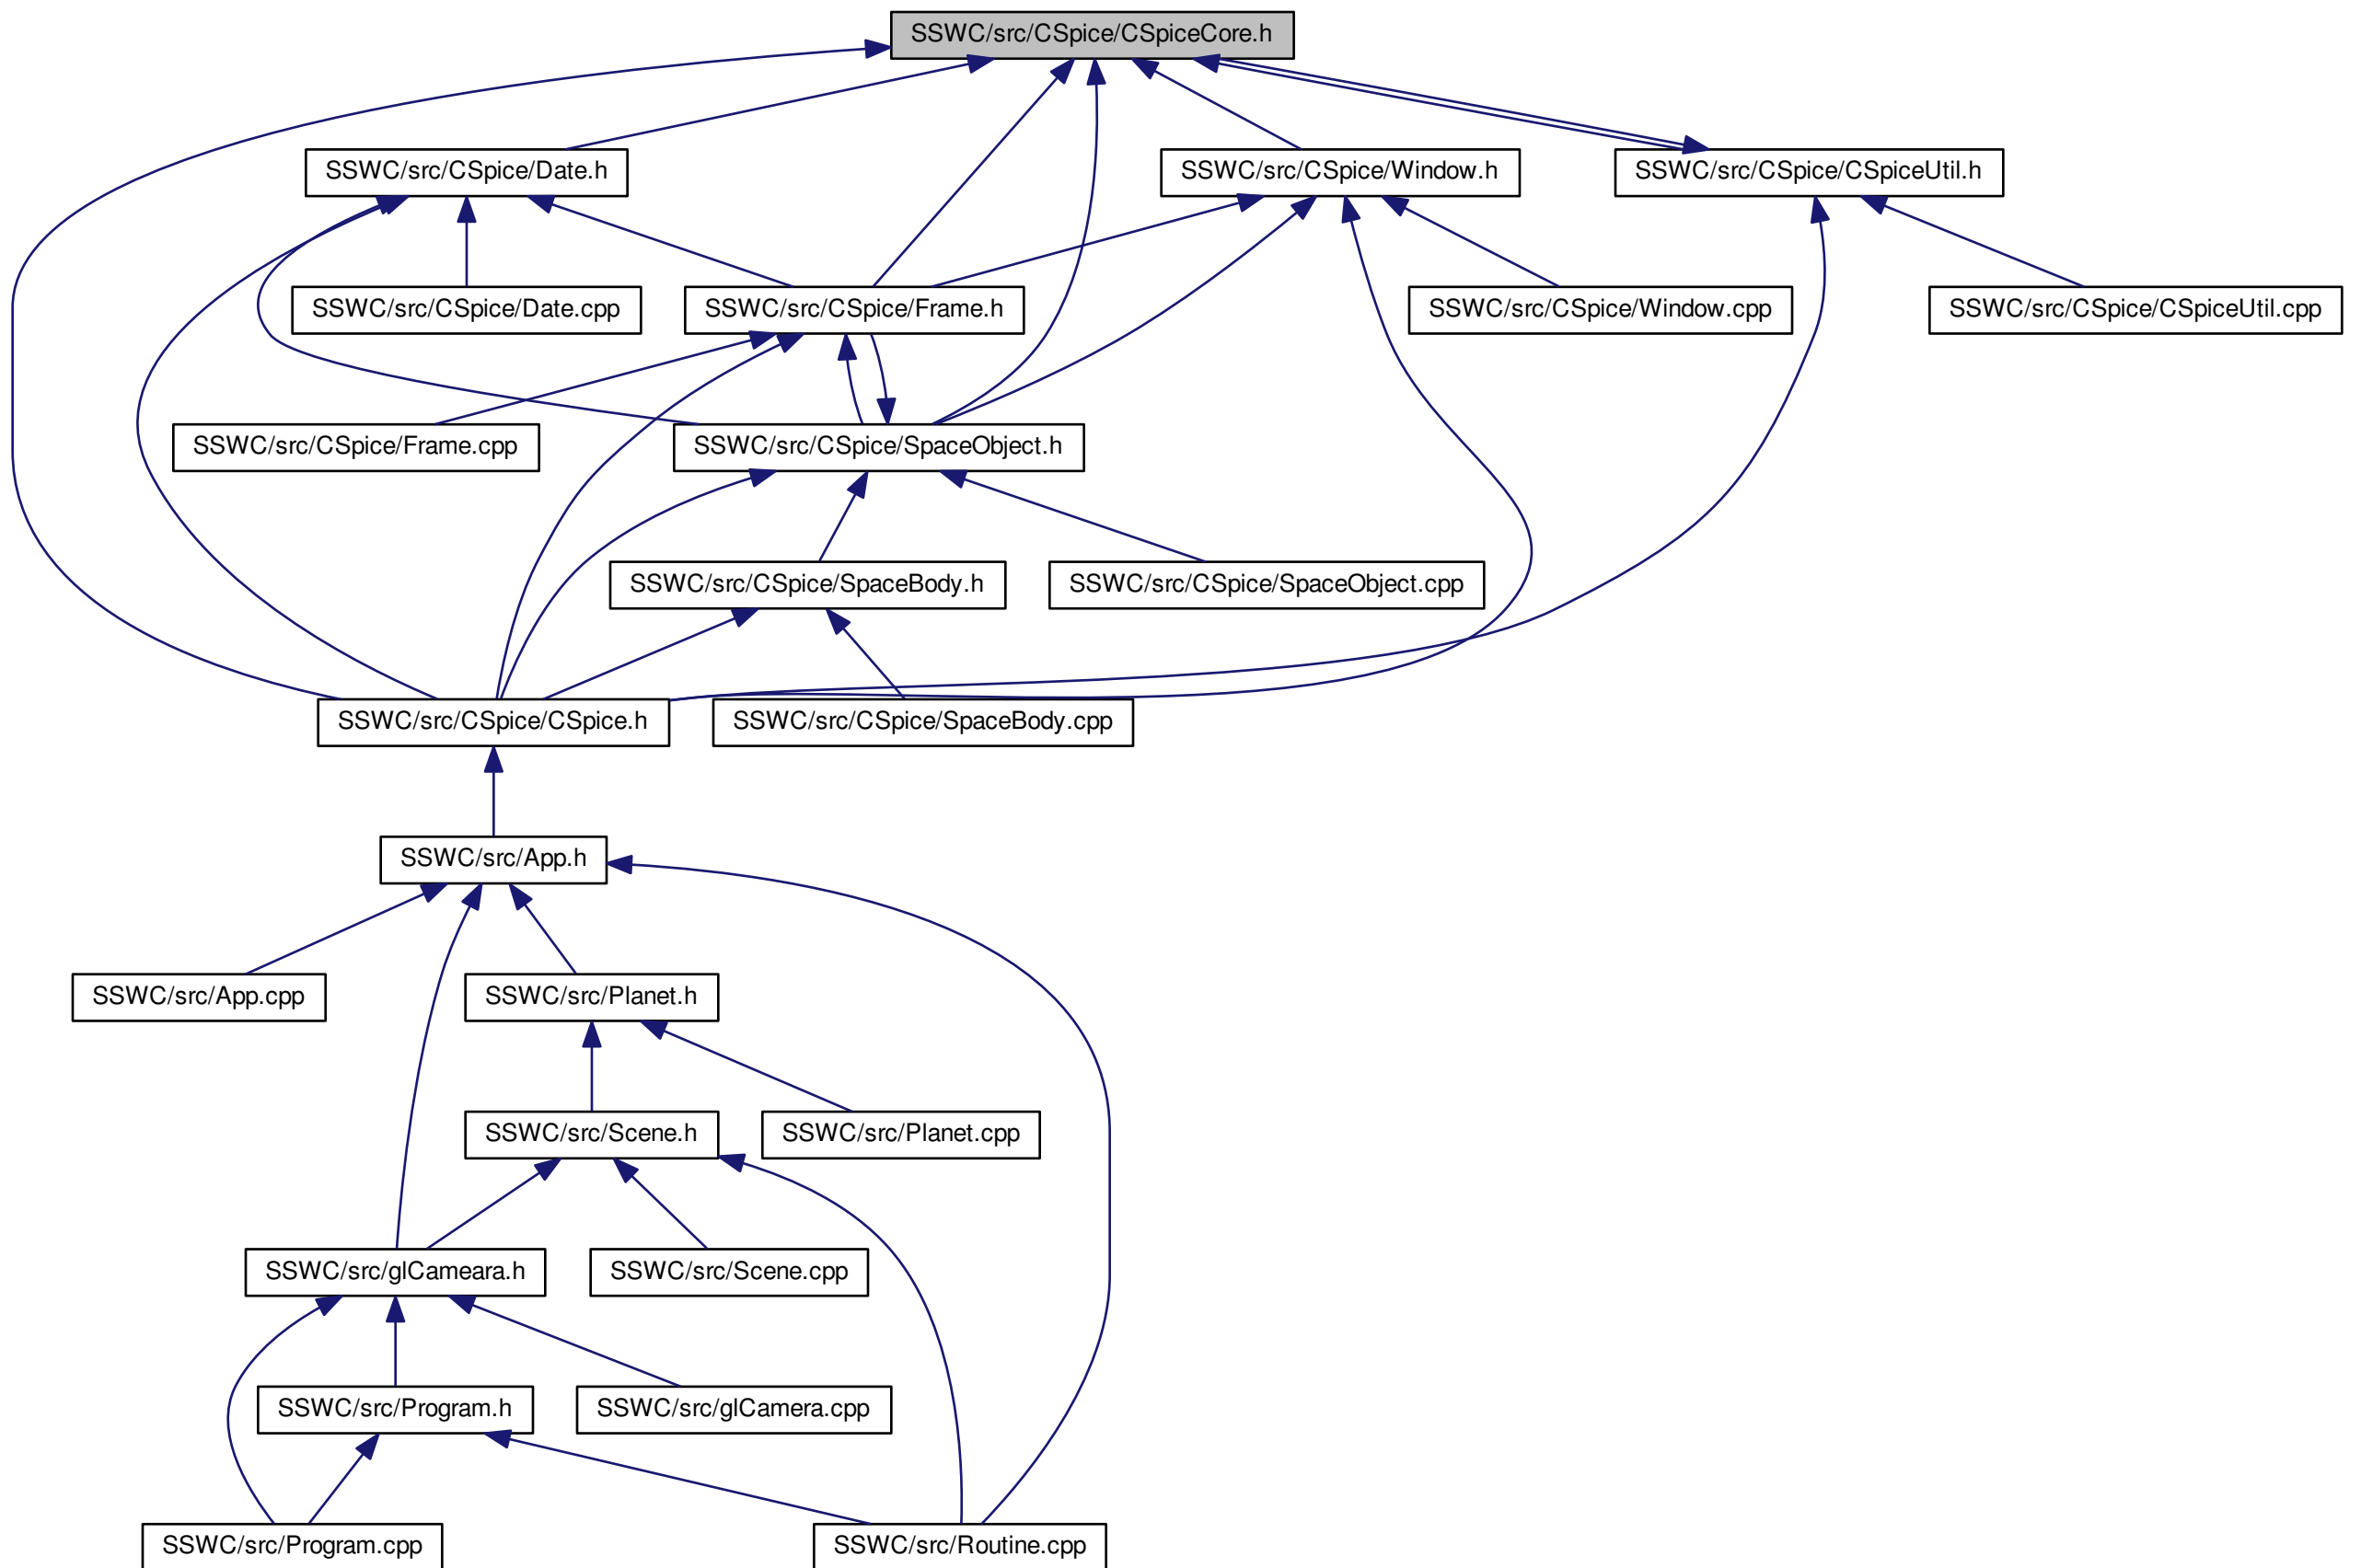 SSWC/src/CSpice/CSpiceCore.h
SSWC/src/CSpice/Date.h
SSWC/src/CSpice/Window.h
SSWC/src/CSpice/CSpiceUtil.h
SSWC/src/CSpice/Date.cpp
SSWC/src/CSpice/Frame.h
SSWC/src/CSpice/Window.cpp
SSWC/src/CSpice/CSpiceUtil.cpp
SSWC/src/CSpice/Frame.cpp
SSWC/src/CSpice/SpaceObject.h
SSWC/src/CSpice/SpaceBody.h
SSWC/src/CSpice/SpaceObject.cpp
SSWC/src/CSpice/CSpice.h
SSWC/src/CSpice/SpaceBody.cpp
SSWC/src/App.h
SSWC/src/App.cpp
SSWC/src/Planet.h
SSWC/src/Scene.h
SSWC/src/Planet.cpp
SSWC/src/glCameara.h
SSWC/src/Scene.cpp
SSWC/src/Program.h
SSWC/src/glCamera.cpp
SSWC/src/Program.cpp
SSWC/src/Routine.cpp